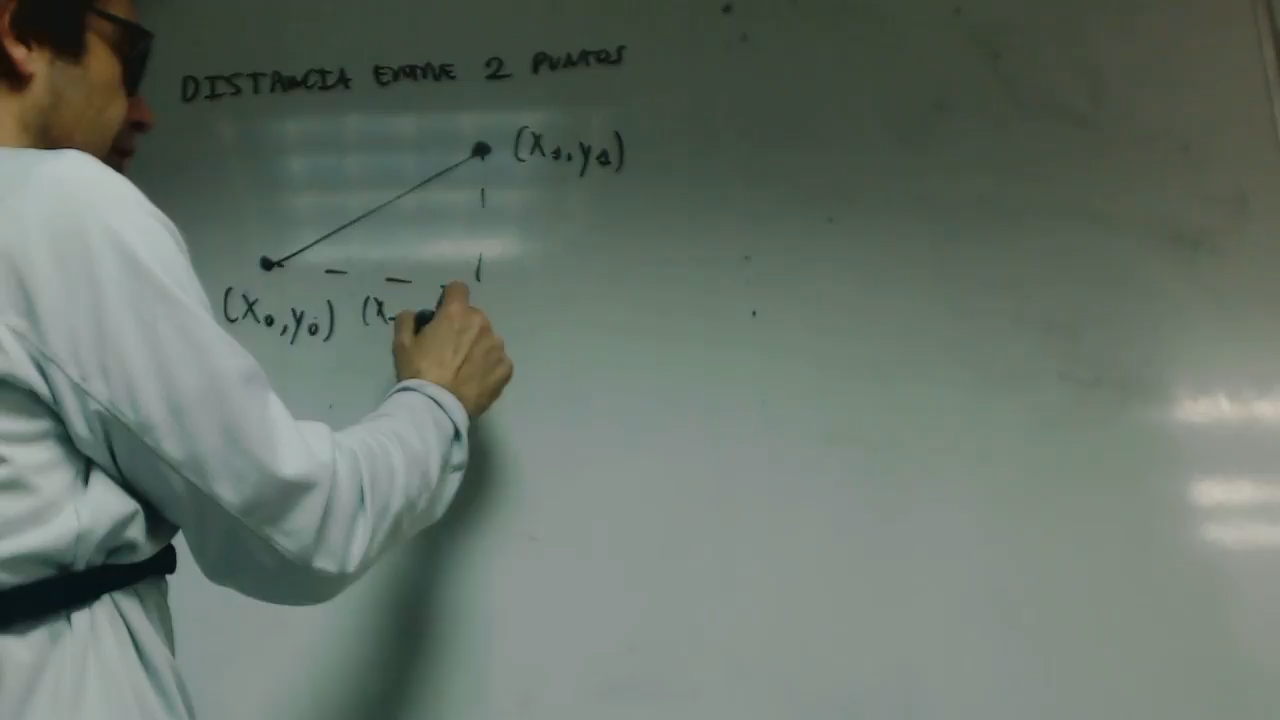 DISTANCIA ENTRE 2 PUNTOS
(x₁, y₁)
(x₀, y₀) (x